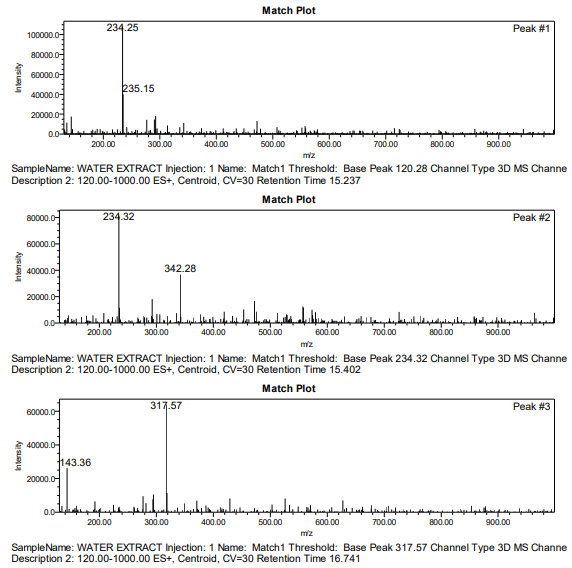 Match Plot
234.25
Peak #1
100000.0
80000.0
235.15
60000.0
Intensity
40000.0
20000.0
0.0
200.00 300.00 400.00 500.00 600.00 700.00 800.00 900.00
m/z
SampleName: WATER EXTRACT Injection: 1 Name: Match1 Threshold: Base Peak 120.28 Channel Type 3D MS Channe
Description 2: 120.00-1000.00 ES+, Centroid, CV=30 Retention Time 15.237
Match Plot
234.32
Peak #2
80000.0
60000.0
342.28
Intensity
40000.0
20000.0
0.0
200.00 300.00 400.00 500.00 600.00 700.00 800.00 900.00
m/z
SampleName: WATER EXTRACT Injection: 1 Name: Match1 Threshold: Base Peak 234.32 Channel Type 3D MS Channe
Description 2: 120.00-1000.00 ES+, Centroid, CV=30 Retention Time 15.402
Match Plot
317.57
Peak #3
60000.0
40000.0
143.36
Intensity
20000.0
0.0
200.00 300.00 400.00 500.00 600.00 700.00 800.00 900.00
m/z
SampleName: WATER EXTRACT Injection: 1 Name: Match1 Threshold: Base Peak 317.57 Channel Type 3D MS Channe
Description 2: 120.00-1000.00 ES+, Centroid, CV=30 Retention Time 16.741